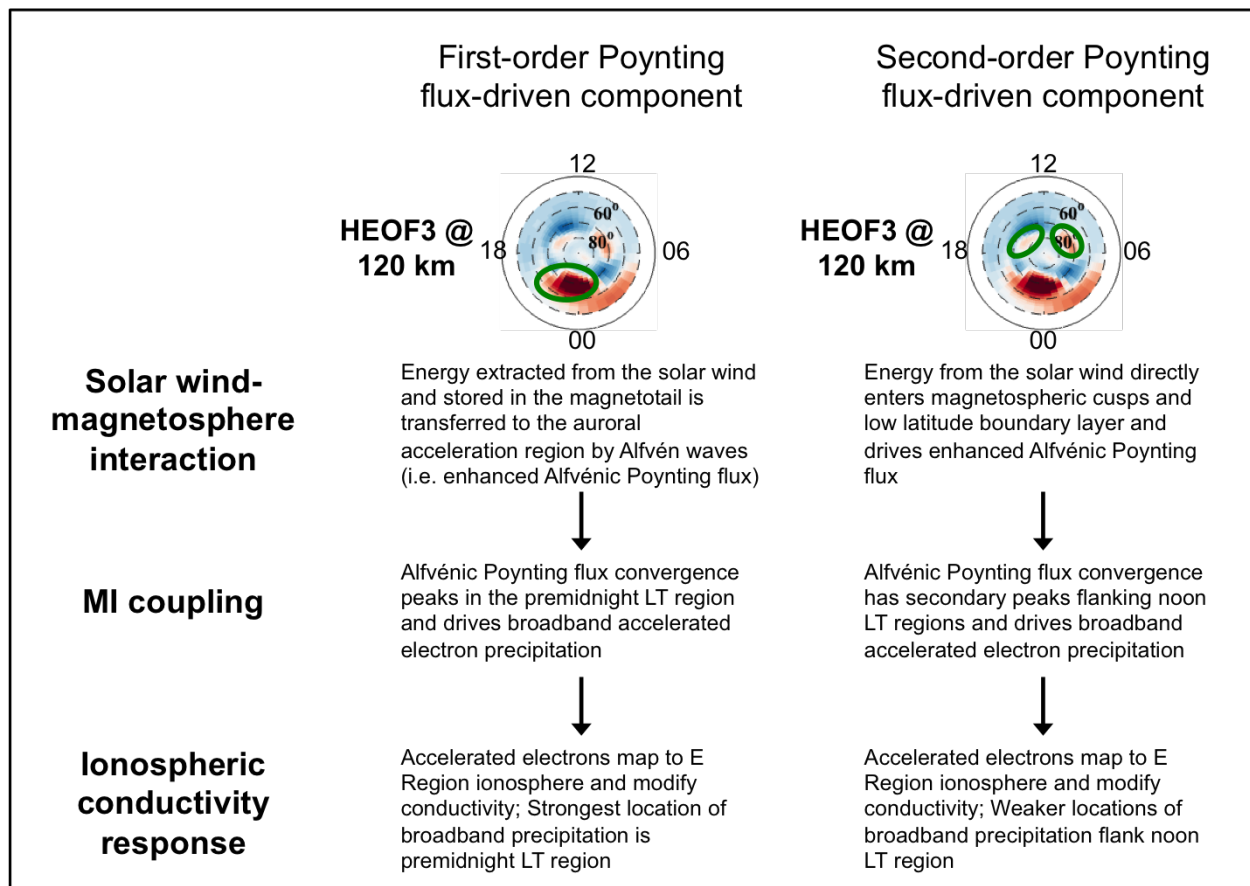 First-order Poynting
flux-driven component
Second-order Poynting
flux-driven component
12
HEOF3 @
120 km
18
60o
80o
06
00
12
HEOF3 @
120 km
18
60o
80o
06
00
Solar wind-
magnetosphere
interaction
Energy extracted from the solar wind
and stored in the magnetotail is
transferred to the auroral
acceleration region by Alfvén waves
(i.e. enhanced Alfvénic Poynting flux)
Energy from the solar wind directly
enters magnetospheric cusps and
low latitude boundary layer and
drives enhanced Alfvénic Poynting
flux
MI coupling
Alfvénic Poynting flux convergence
peaks in the premidnight LT region
and drives broadband accelerated
electron precipitation
Alfvénic Poynting flux convergence
has secondary peaks flanking noon
LT regions and drives broadband
accelerated electron precipitation
Ionospheric
conductivity
response
Accelerated electrons map to E
Region ionosphere and modify
conductivity; Strongest location of
broadband precipitation is
premidnight LT region
Accelerated electrons map to E
Region ionosphere and modify
conductivity; Weaker locations of
broadband precipitation flank noon
LT region